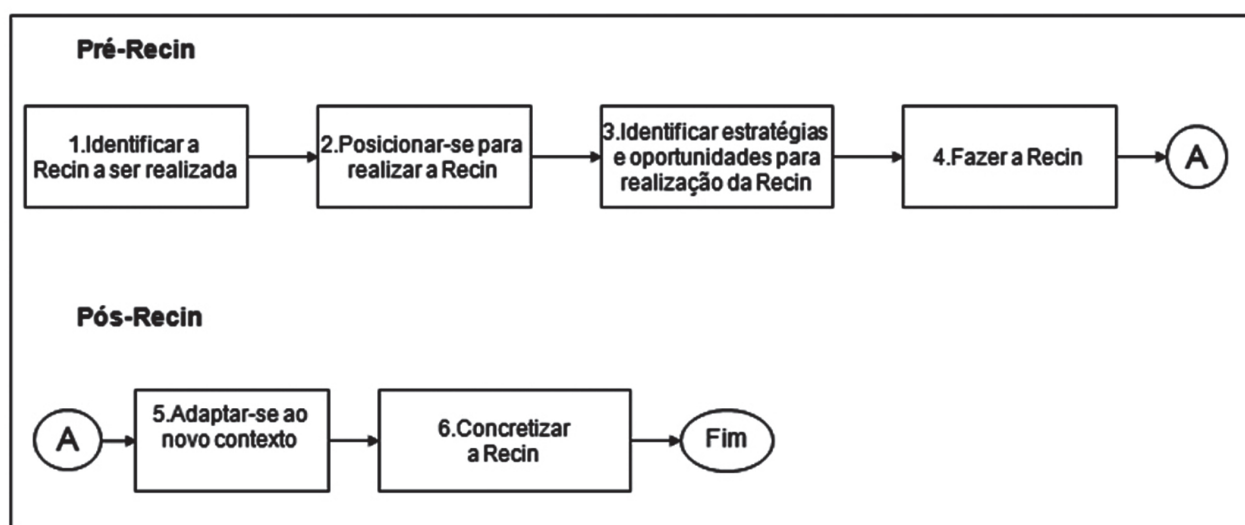 Pré-Recin
1.Identificar a
Recin a ser realizada
2.Posicionar-se para
realizar a Recin
3.Identificar estratégias
e oportunidades para
realização da Recin
4.Fazer a Recin
A
Pós-Recin
A
5.Adaptar-se ao
novo contexto
6.Concretizar
a Recin
Fim